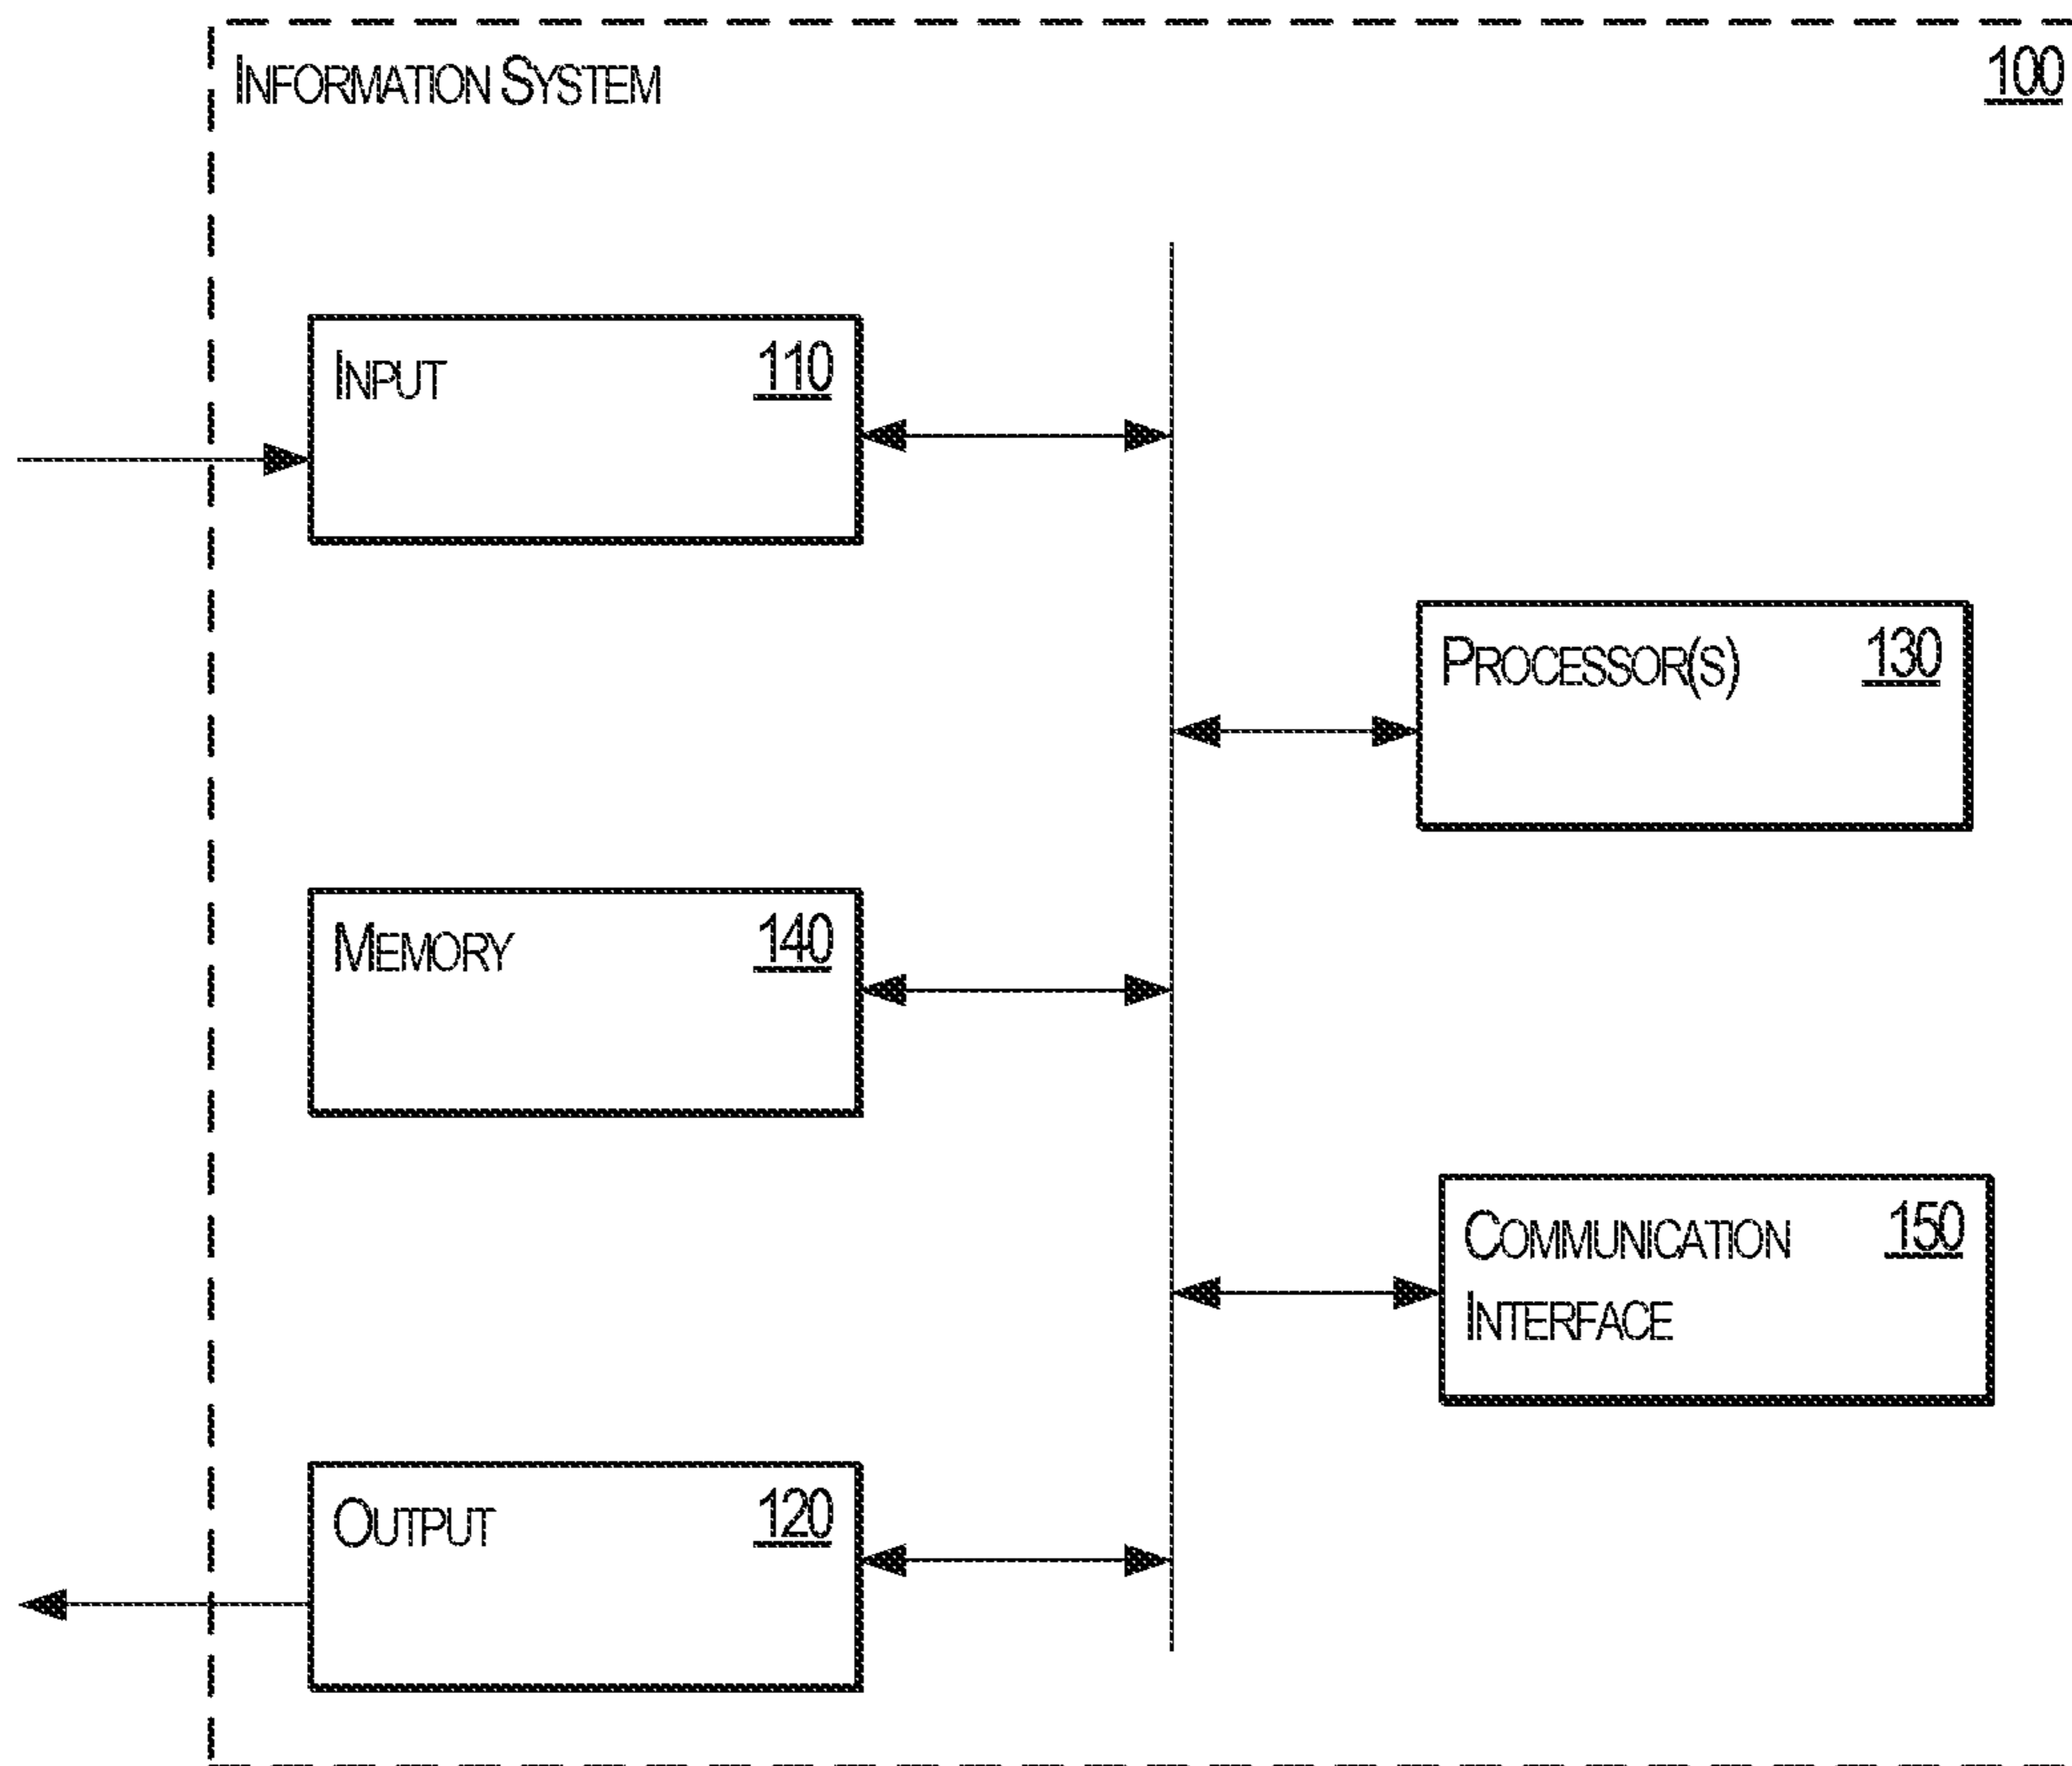 INFORMATION SYSTEM 100
INPUT 110
PROCESSOR(S) 130
MEMORY 140
COMMUNICATION 150
INTERFACE
OUTPUT 120